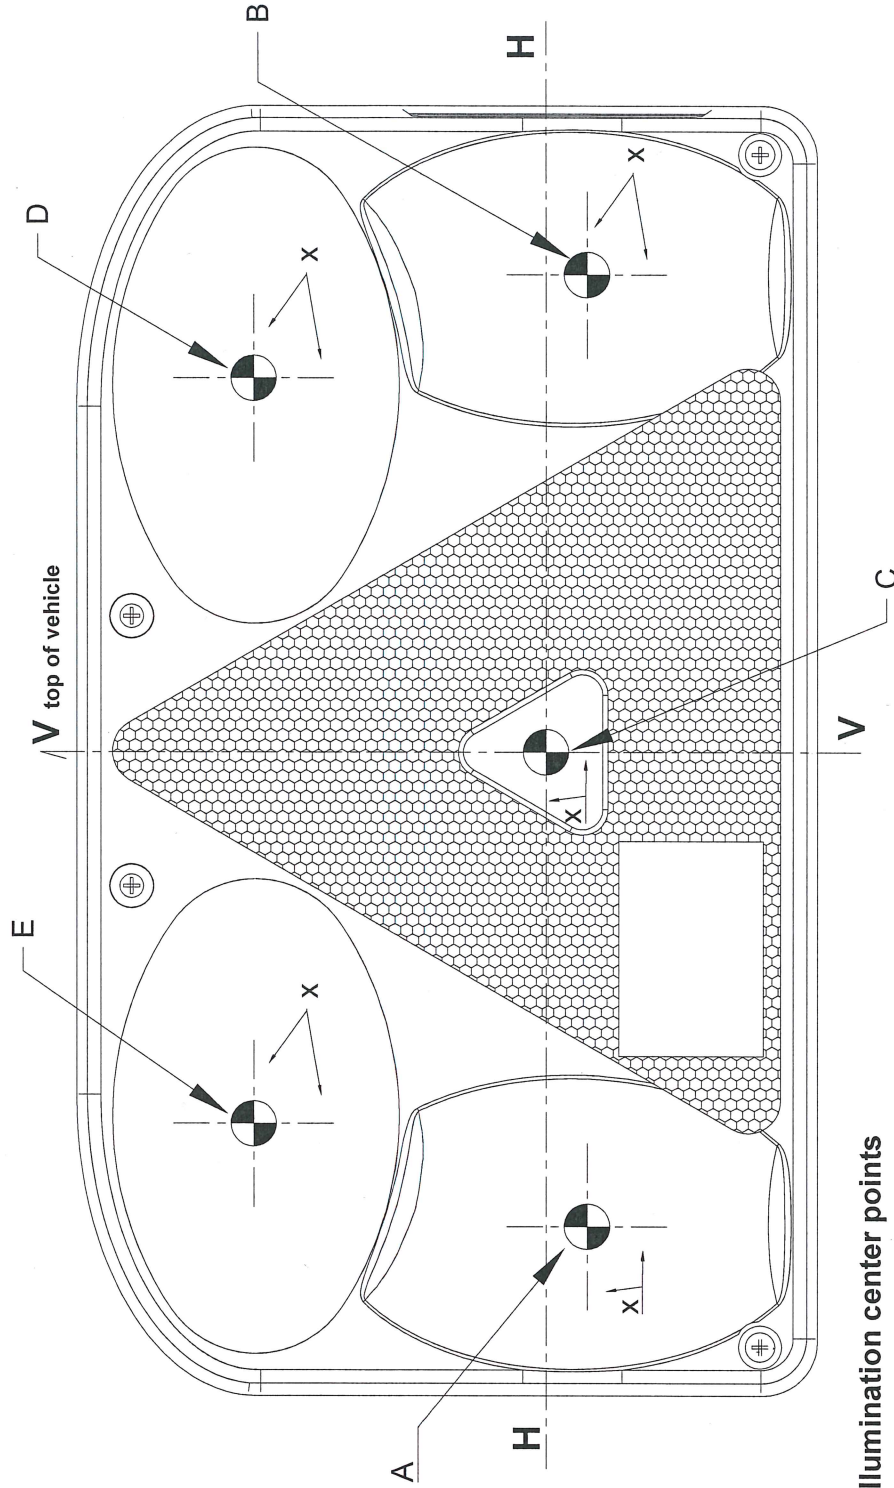 E
D
B
V top of vehicle
x
x
H
H
x
x
x
A
V
C
Illumination center points